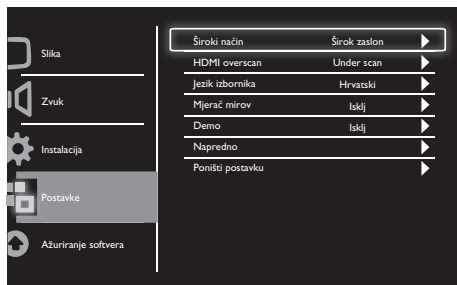 Slika
Zvuk
Instalacija
Postavke
Ažuriranje softvera
Široki način Širok zaslon
HDMI overscan Under scan
Jezik izbornika Hrvatski
Mjerač mirov Isklj
Demo Isklj
Napredno
Poništi postavku